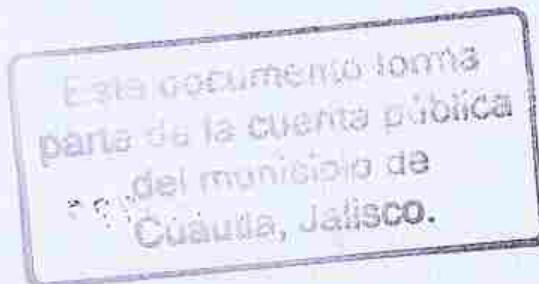 Este documento forma
parte de la cuenta pública
del municipio de
Cuautla, Jalisco.